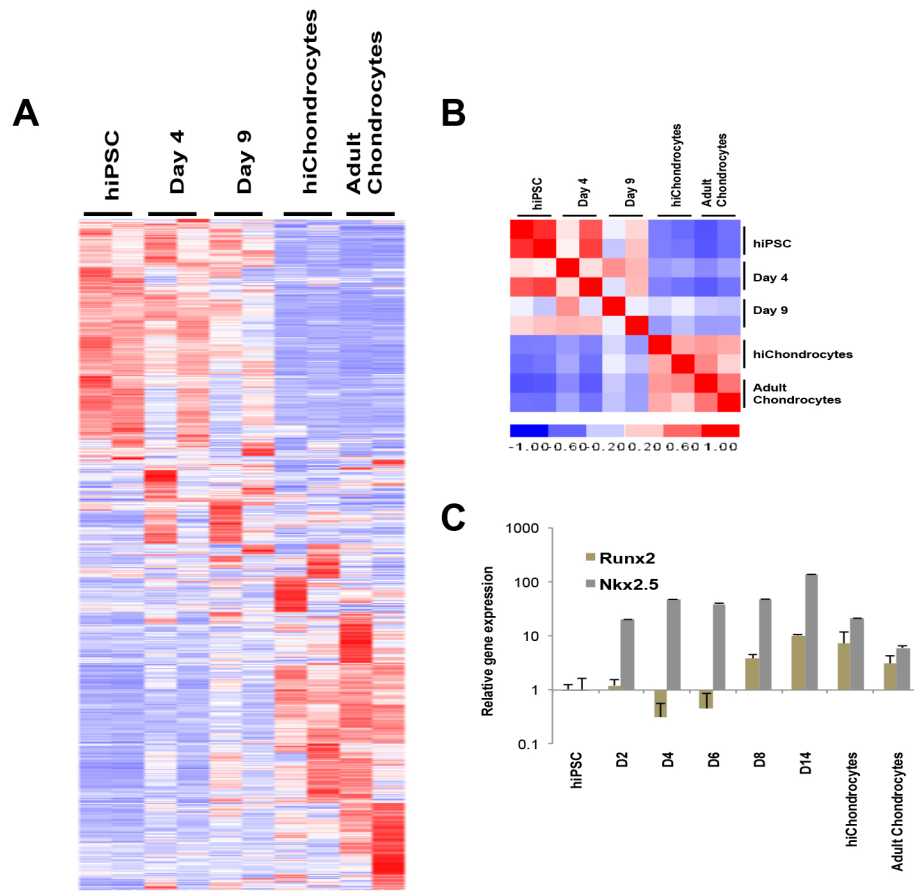 A
hiPSC
Day 4
Day 9
hiChondrocytes
Adult
Chondrocytes
B
hiPSC
Day 4
Day 9
hiChondrocytes
Adult
Chondrocytes
hiPSC
Day 4
Day 9
hiChondrocytes
Adult
Chondrocytes
-1.00 -0.60 -0.20 0.20 0.60 1.00
C
Relative gene expression
1000
100
10
1
0.1
Runx2
Nkx2.5
hiPSC
D2
D4
D6
D8
D14
hiChondrocytes
Adult Chondrocytes